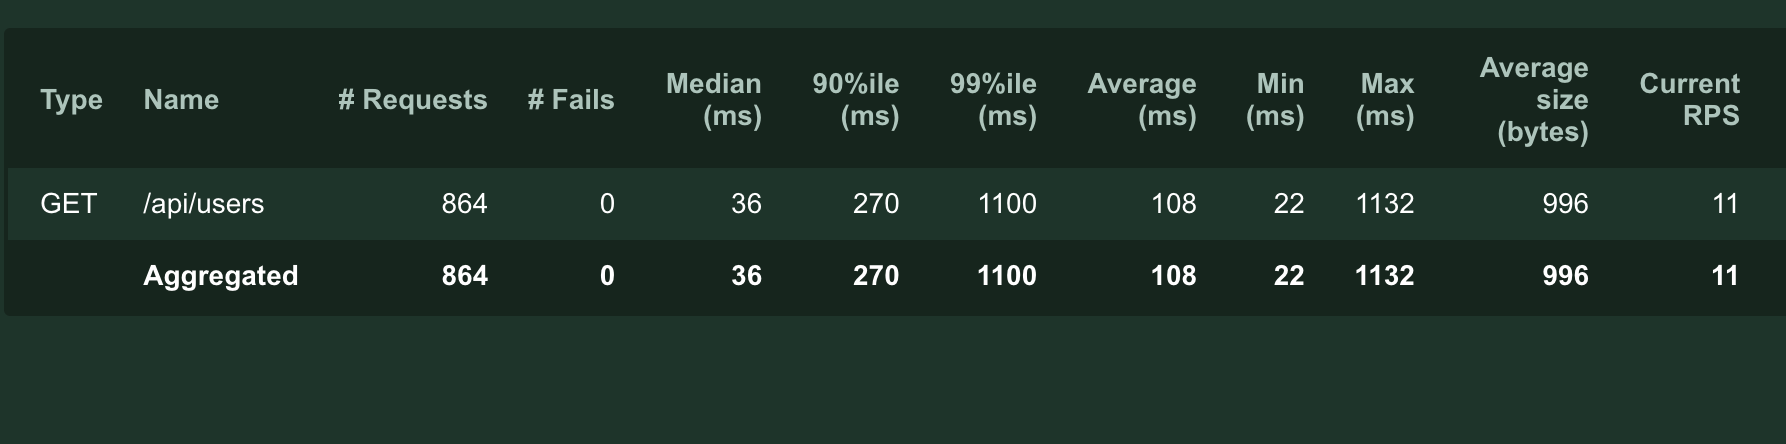 Type Name # Requests # Fails Median (ms) 90%ile (ms) 99%ile (ms) Average (ms) Min (ms) Max (ms) Average size (bytes) Current RPS
GET /api/users 864 0 36 270 1100 108 22 1132 996 11
Aggregated 864 0 36 270 1100 108 22 1132 996 11